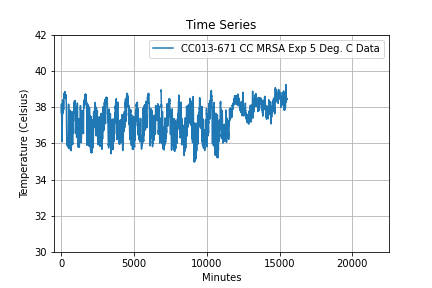 Time Series
CC013-671 CC MRSA Exp 5 Deg. C Data
Temperature (Celsius)
42
40
38
36
34
32
30
0 5000 10000 15000 20000
Minutes